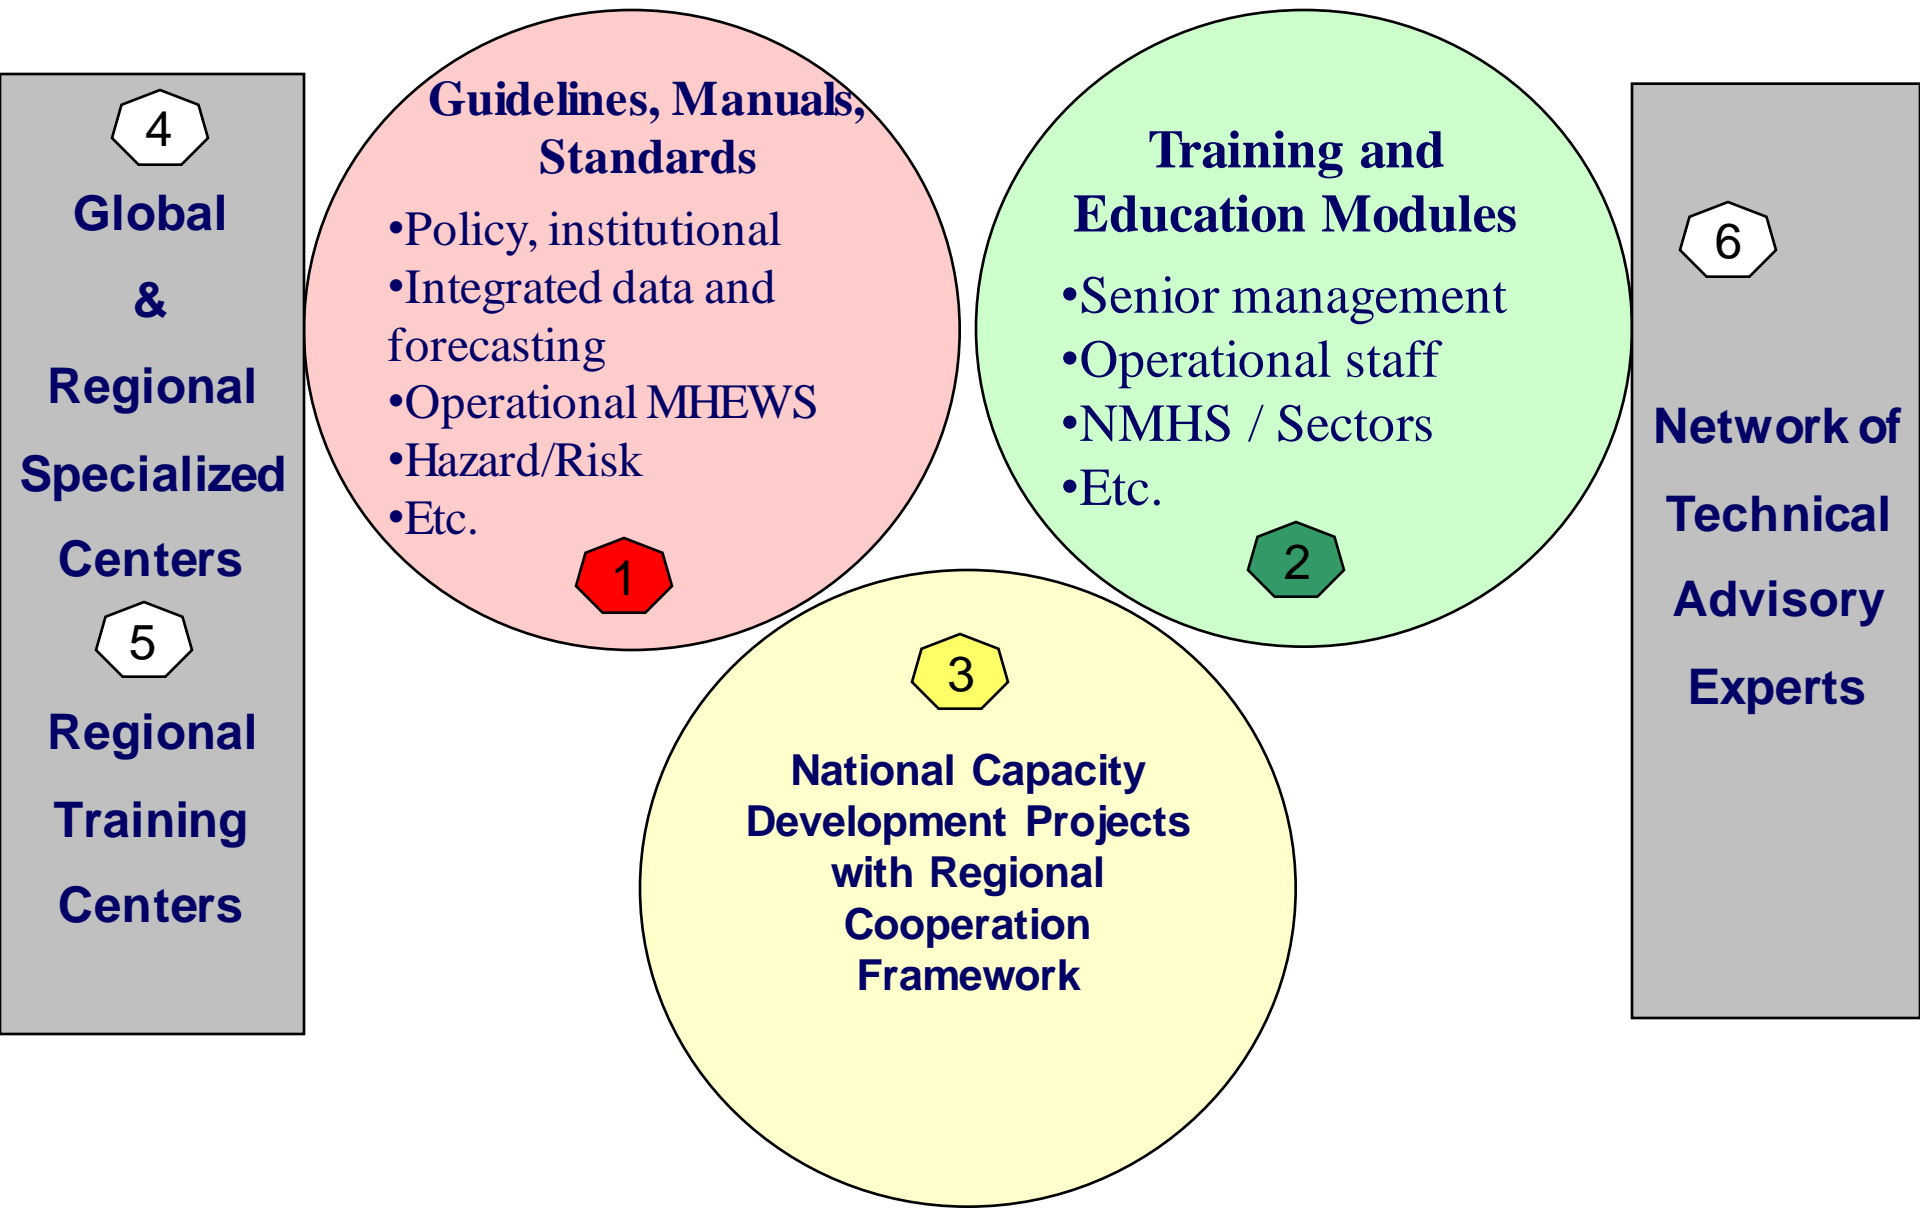 4
Global
&
Regional
Specialized
Centers
5
Regional
Training
Centers
Guidelines, Manuals,
Standards
•Policy, institutional
•Integrated data and
forecasting
•Operational MHEWS
•Hazard/Risk
•Etc.
1
Training and
Education Modules
•Senior management
•Operational staff
•NMHS / Sectors
•Etc.
2
3
National Capacity
Development Projects
with Regional
Cooperation
Framework
6
Network of
Technical
Advisory
Experts